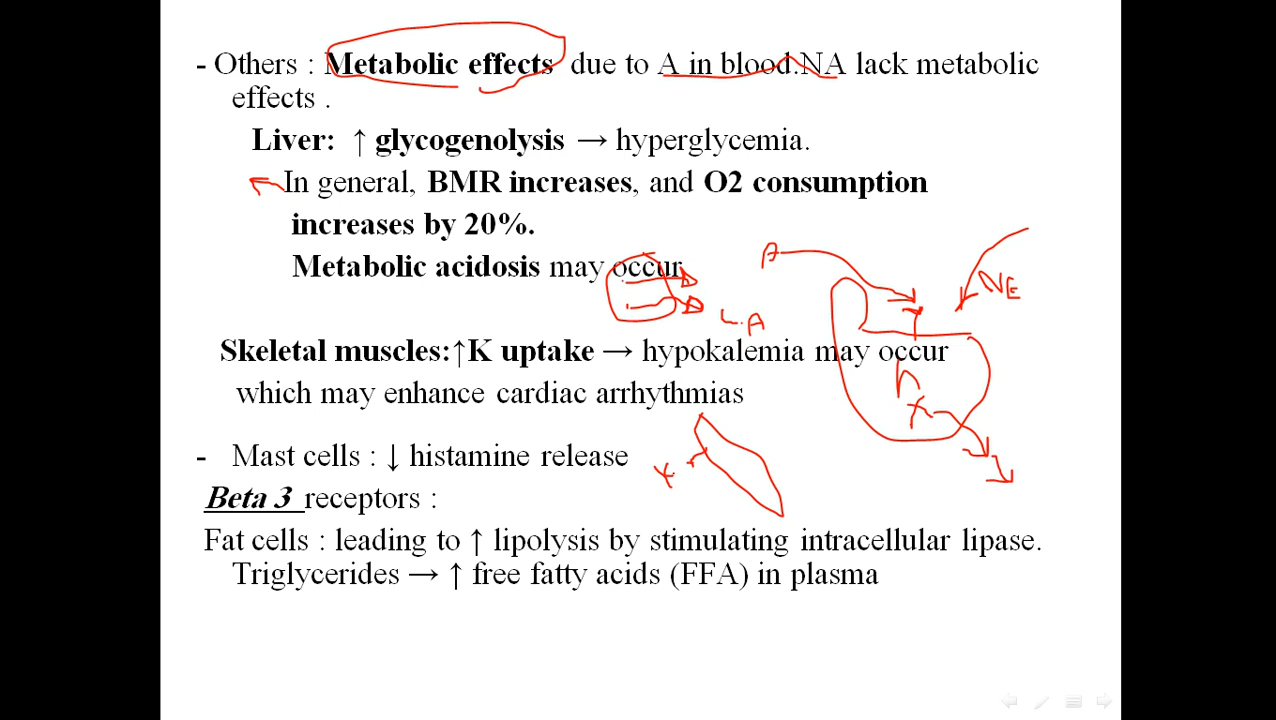 - Others : Metabolic effects due to A in blood.NA lack metabolic
effects .
Liver: ↑ glycogenolysis → hyperglycemia.
In general, BMR increases, and O2 consumption
increases by 20%.
Metabolic acidosis may occur.
A
NE
L.A
Skeletal muscles:↑K uptake → hypokalemia may occur
which may enhance cardiac arrhythmias
h
- Mast cells : ↓ histamine release
Beta 3 receptors :
Fat cells : leading to ↑ lipolysis by stimulating intracellular lipase.
Triglycerides → ↑ free fatty acids (FFA) in plasma